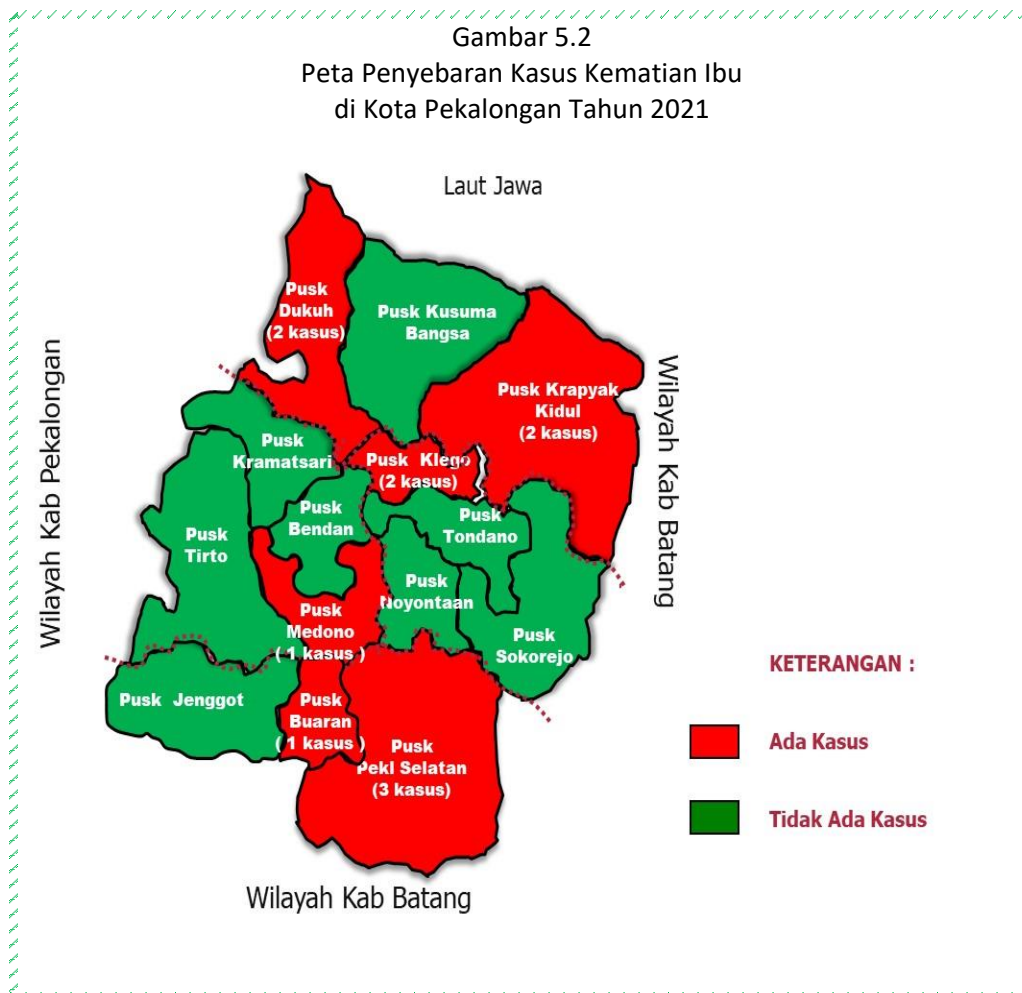 Gambar 5.2
Peta Penyebaran Kasus Kematian Ibu
di Kota Pekalongan Tahun 2021
Laut Jawa
Pusk
Dukuh
(2 kasus)
Pusk Kusuma
Bangsa
Wilayah Kab Pekalongan
Wilayah Kab Batang
Pusk Krapyak
Kidul
(2 kasus)
Pusk
Kramatsari
Pusk Klego
(2 kasus)
Pusk
Bendan
Pusk
Tondano
Pusk
Tirto
Pusk
Noyontaan
Pusk
Medono
( 1 kasus )
Pusk
Sokorejo
Pusk Jenggot
Pusk
Buaran
( 1 kasus )
Pusk
Pekl Selatan
(3 kasus)
KETERANGAN :
Ada Kasus
Tidak Ada Kasus
Wilayah Kab Batang